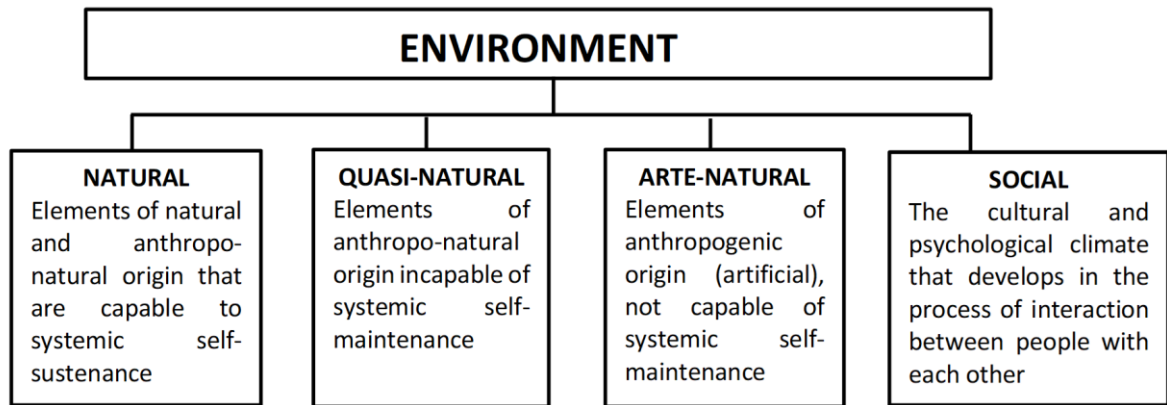 ENVIRONMENT
NATURAL
Elements of natural
and anthropo-
natural origin that
are capable to
systemic self-
sustenance
QUASI-NATURAL
Elements of
anthropo-natural
origin incapable of
systemic self-
maintenance
ARTE-NATURAL
Elements of
anthropogenic
origin (artificial),
not capable of
systemic self-
maintenance
SOCIAL
The cultural and
psychological climate
that develops in the
process of interaction
between people with
each other